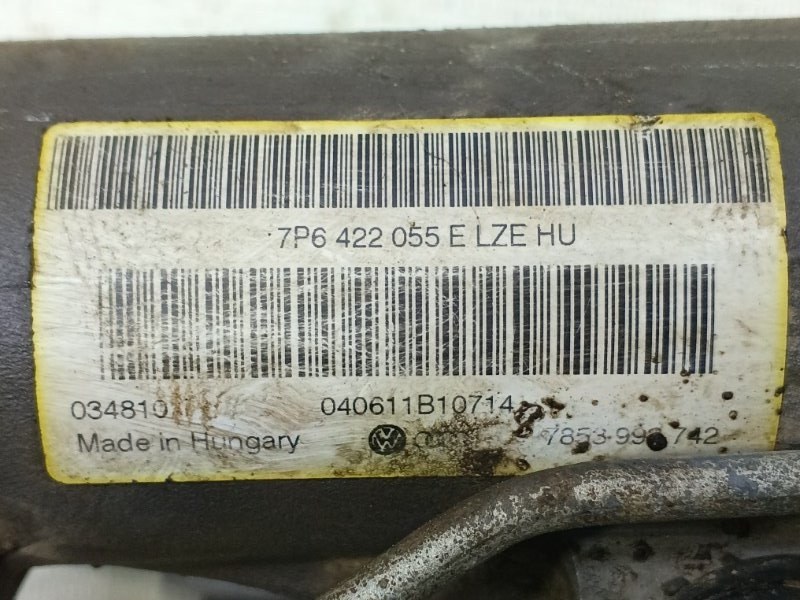 7P6 422 055 E LZE HU
040611B10714
Made in Hungary